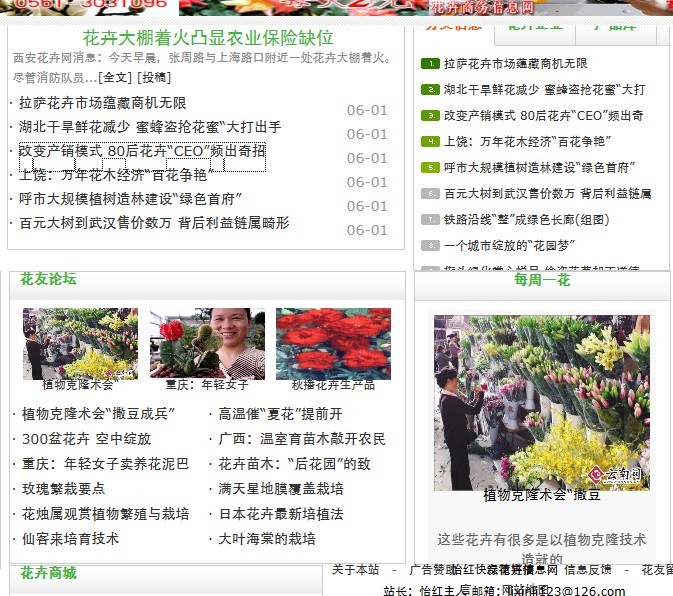 0561-3031096
花卉商务信息网
花卉大棚着火凸显农业保险缺位
西安花卉网消息：今天早晨，张周路与上海路口附近一处花卉大棚着火。
尽管消防队员...[全文] [投稿]
· 拉萨花卉市场蕴藏商机无限 06-01
· 湖北干旱鲜花减少 蜜蜂盗抢花蜜“大打出手 06-01
· 改变产销模式 80后花卉“CEO”频出奇招 06-01
· 上饶：万年花木经济“百花争艳” 06-01
· 呼市大规模植树造林建设“绿色首府” 06-01
· 百元大树到武汉售价数万 背后利益链属畸形 06-01
1. 拉萨花卉市场蕴藏商机无限
2. 湖北干旱鲜花减少 蜜蜂盗抢花蜜“大打
3. 改变产销模式 80后花卉“CEO”频出奇
4. 上饶：万年花木经济“百花争艳”
5. 呼市大规模植树造林建设“绿色首府”
6. 百元大树到武汉售价数万 背后利益链属
7. 铁路沿线“整”成绿色长廊(组图)
8. 一个城市绽放的“花园梦”
花友论坛
植物克隆术会
重庆：年轻女子
秋播花卉生产品
· 植物克隆术会“撒豆成兵”
· 高温催“夏花”提前开
· 300盆花卉 空中绽放
· 广西：温室育苗木敲开农民
· 重庆：年轻女子卖养花泥巴
· 花卉苗木：“后花园”的致
· 玫瑰繁栽要点
· 满天星地膜覆盖栽培
· 花烛属观赏植物繁殖与栽培
· 日本花卉最新培植法
· 仙客来培育技术
· 大叶海棠的栽培
每周一花
云南网
植物克隆术会“撒豆
这些花卉有很多是以植物克隆技术
造就的
花卉商城
关于本站 - 广告赞助 信息反馈 - 花友留
站长：怡红主人 邮箱：@126.com